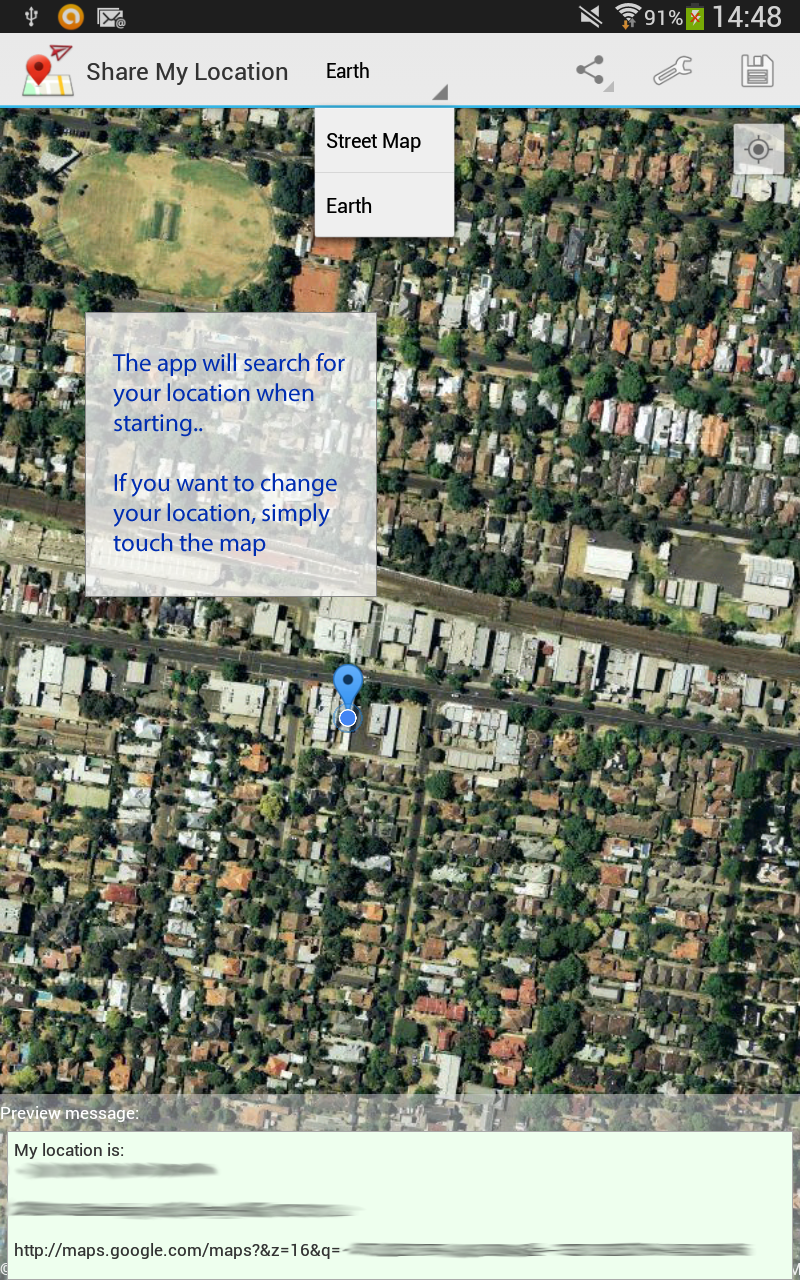 91% 14:48
Share My Location Earth
Street Map
Earth
The app will search for
your location when
starting..
If you want to change
your location, simply
touch the map
Preview message:
My location is:
http://maps.google.com/maps?&z=16&q=